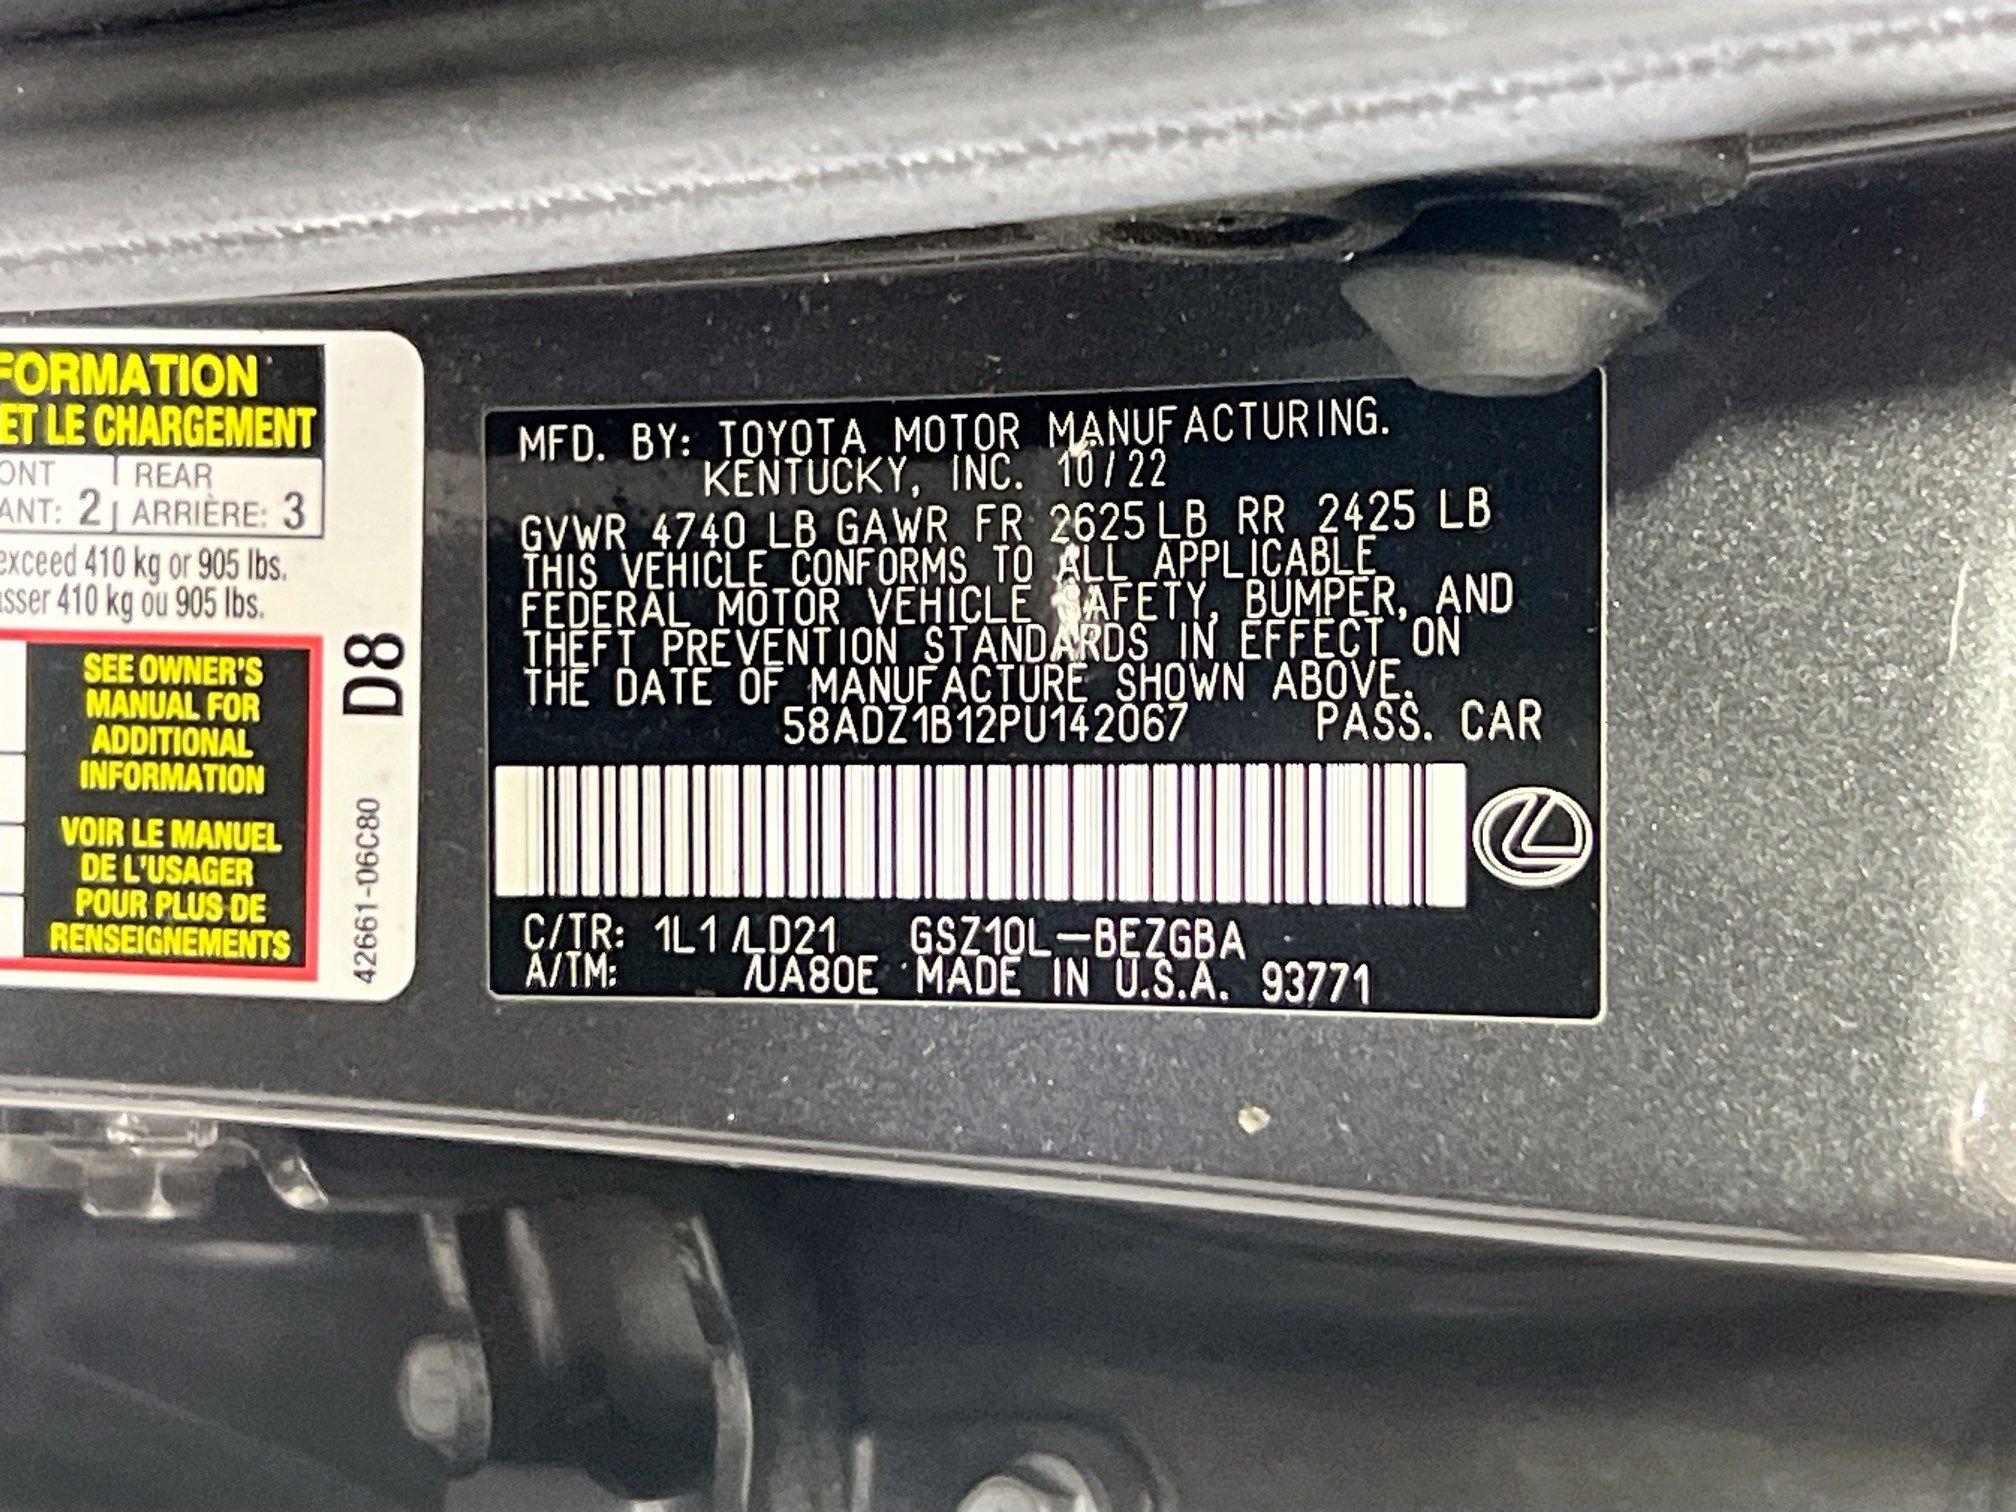 FORMATION
ET LE CHARGEMENT
ONT REAR
ANT: 2 ARRIÈRE: 3
exceed 410 kg or 905 lbs.
sser 410 kg ou 905 lbs.
SEE OWNER'S
MANUAL FOR
ADDITIONAL
INFORMATION
VOIR LE MANUEL
DE L'USAGER
POUR PLUS DE
RENSEIGNEMENTS
D8
42661-06C80
MFD. BY: TOYOTA MOTOR MANUFACTURING.
KENTUCKY, INC. 10/22
GVWR 4740 LB GAWR FR 2625 LB RR 2425 LB
THIS VEHICLE CONFORMS TO ALL APPLICABLE
FEDERAL MOTOR VEHICLE SAFETY, BUMPER, AND
THEFT PREVENTION STANDARDS IN EFFECT ON
THE DATE OF MANUFACTURE SHOWN ABOVE.
58ADZ1B12PU142067 PASS. CAR
C/TR: 1L1 /LD21 GSZ10L-BEZGBA
A/TM: /UA80E MADE IN U.S.A. 93771